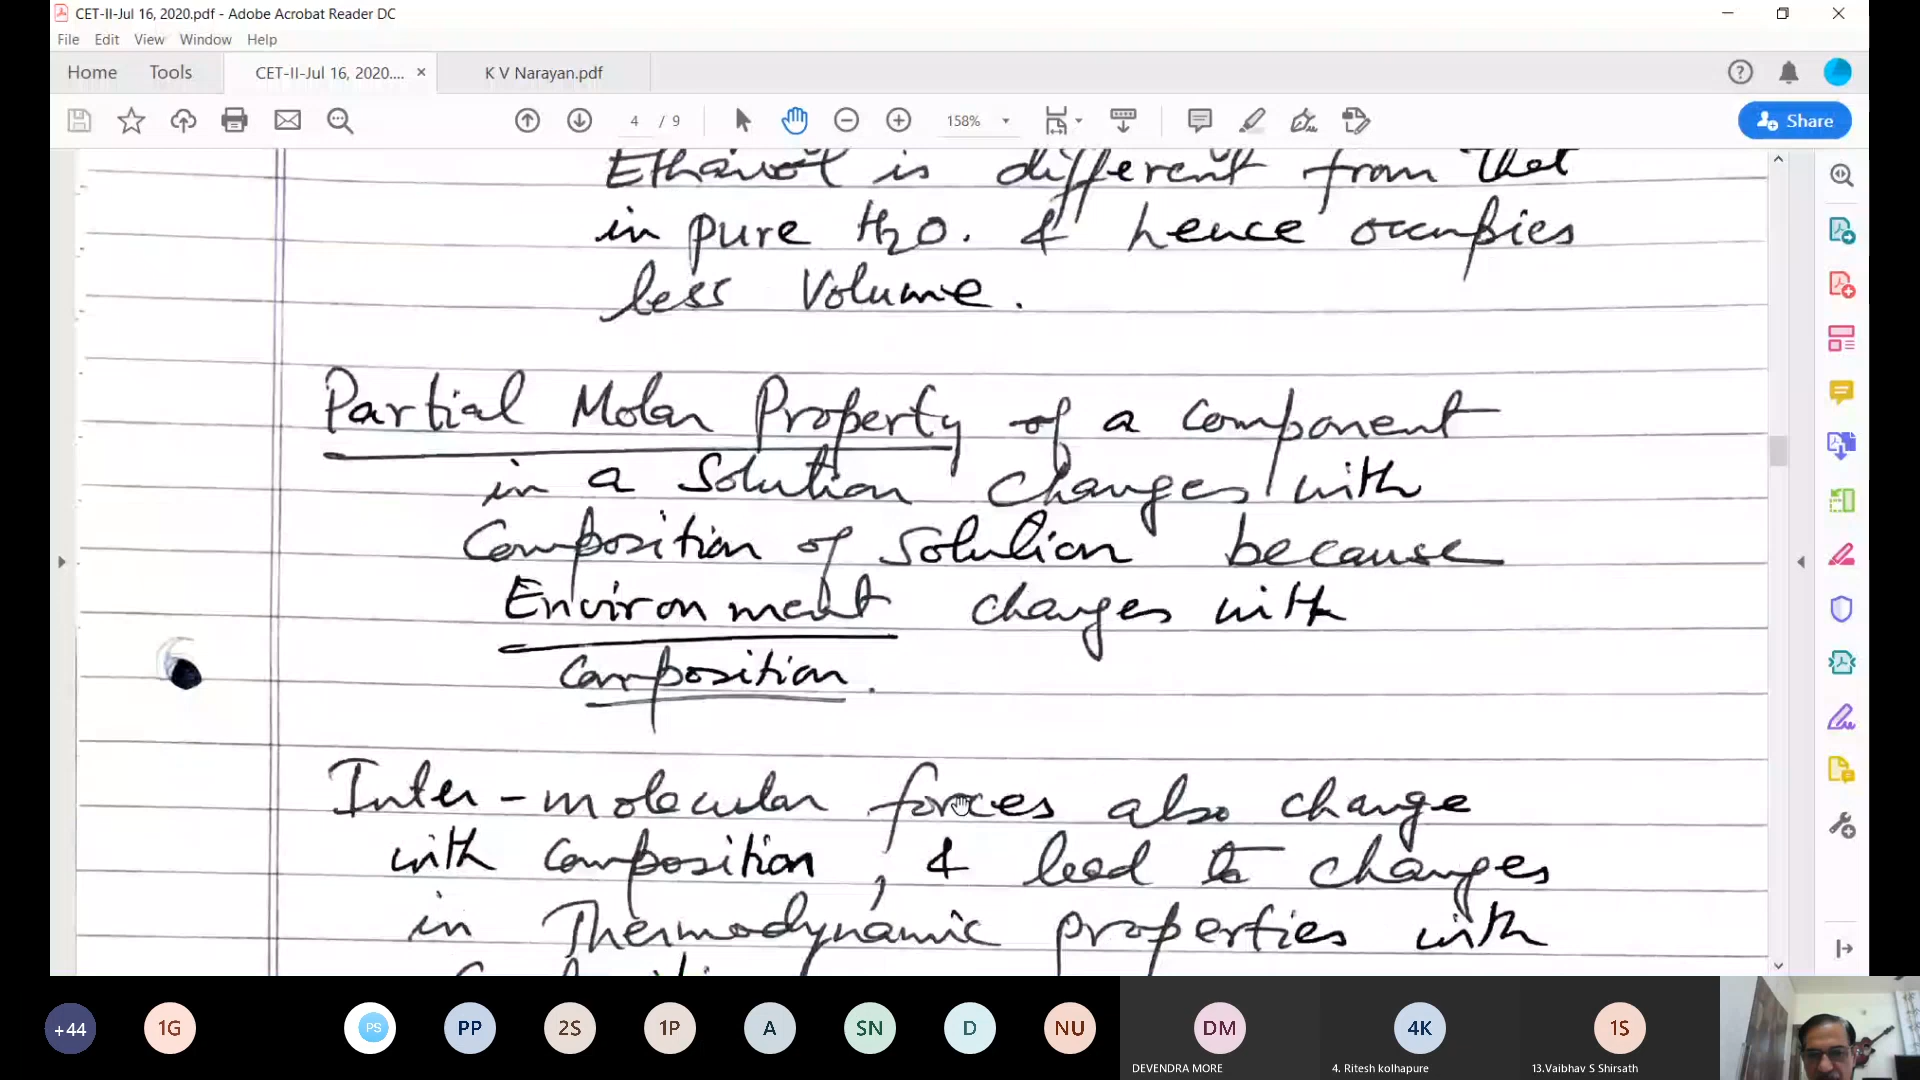 CET-II-Jul 16, 2020.pdf - Adobe Acrobat Reader DC
File Edit View Window Help
Home Tools CET-II-Jul 16, 2020.... × K V Narayan.pdf
4 / 9 158% Share
Ethanol is different from that
in pure H2O. & hence occupies
less Volume.
Partial Molar Property of a component
in a Solution changes with
Composition of Solution because
Environment changes with
Composition.
Inter-molecular forces also change
with Composition, & lead to changes
in Thermodynamic properties with
+44 1G PS PP 2S 1P A SN D NU DM 4K 1S
DEVENDRA MORE 4. Ritesh kolhapure 13.Vaibhav S Shirsath